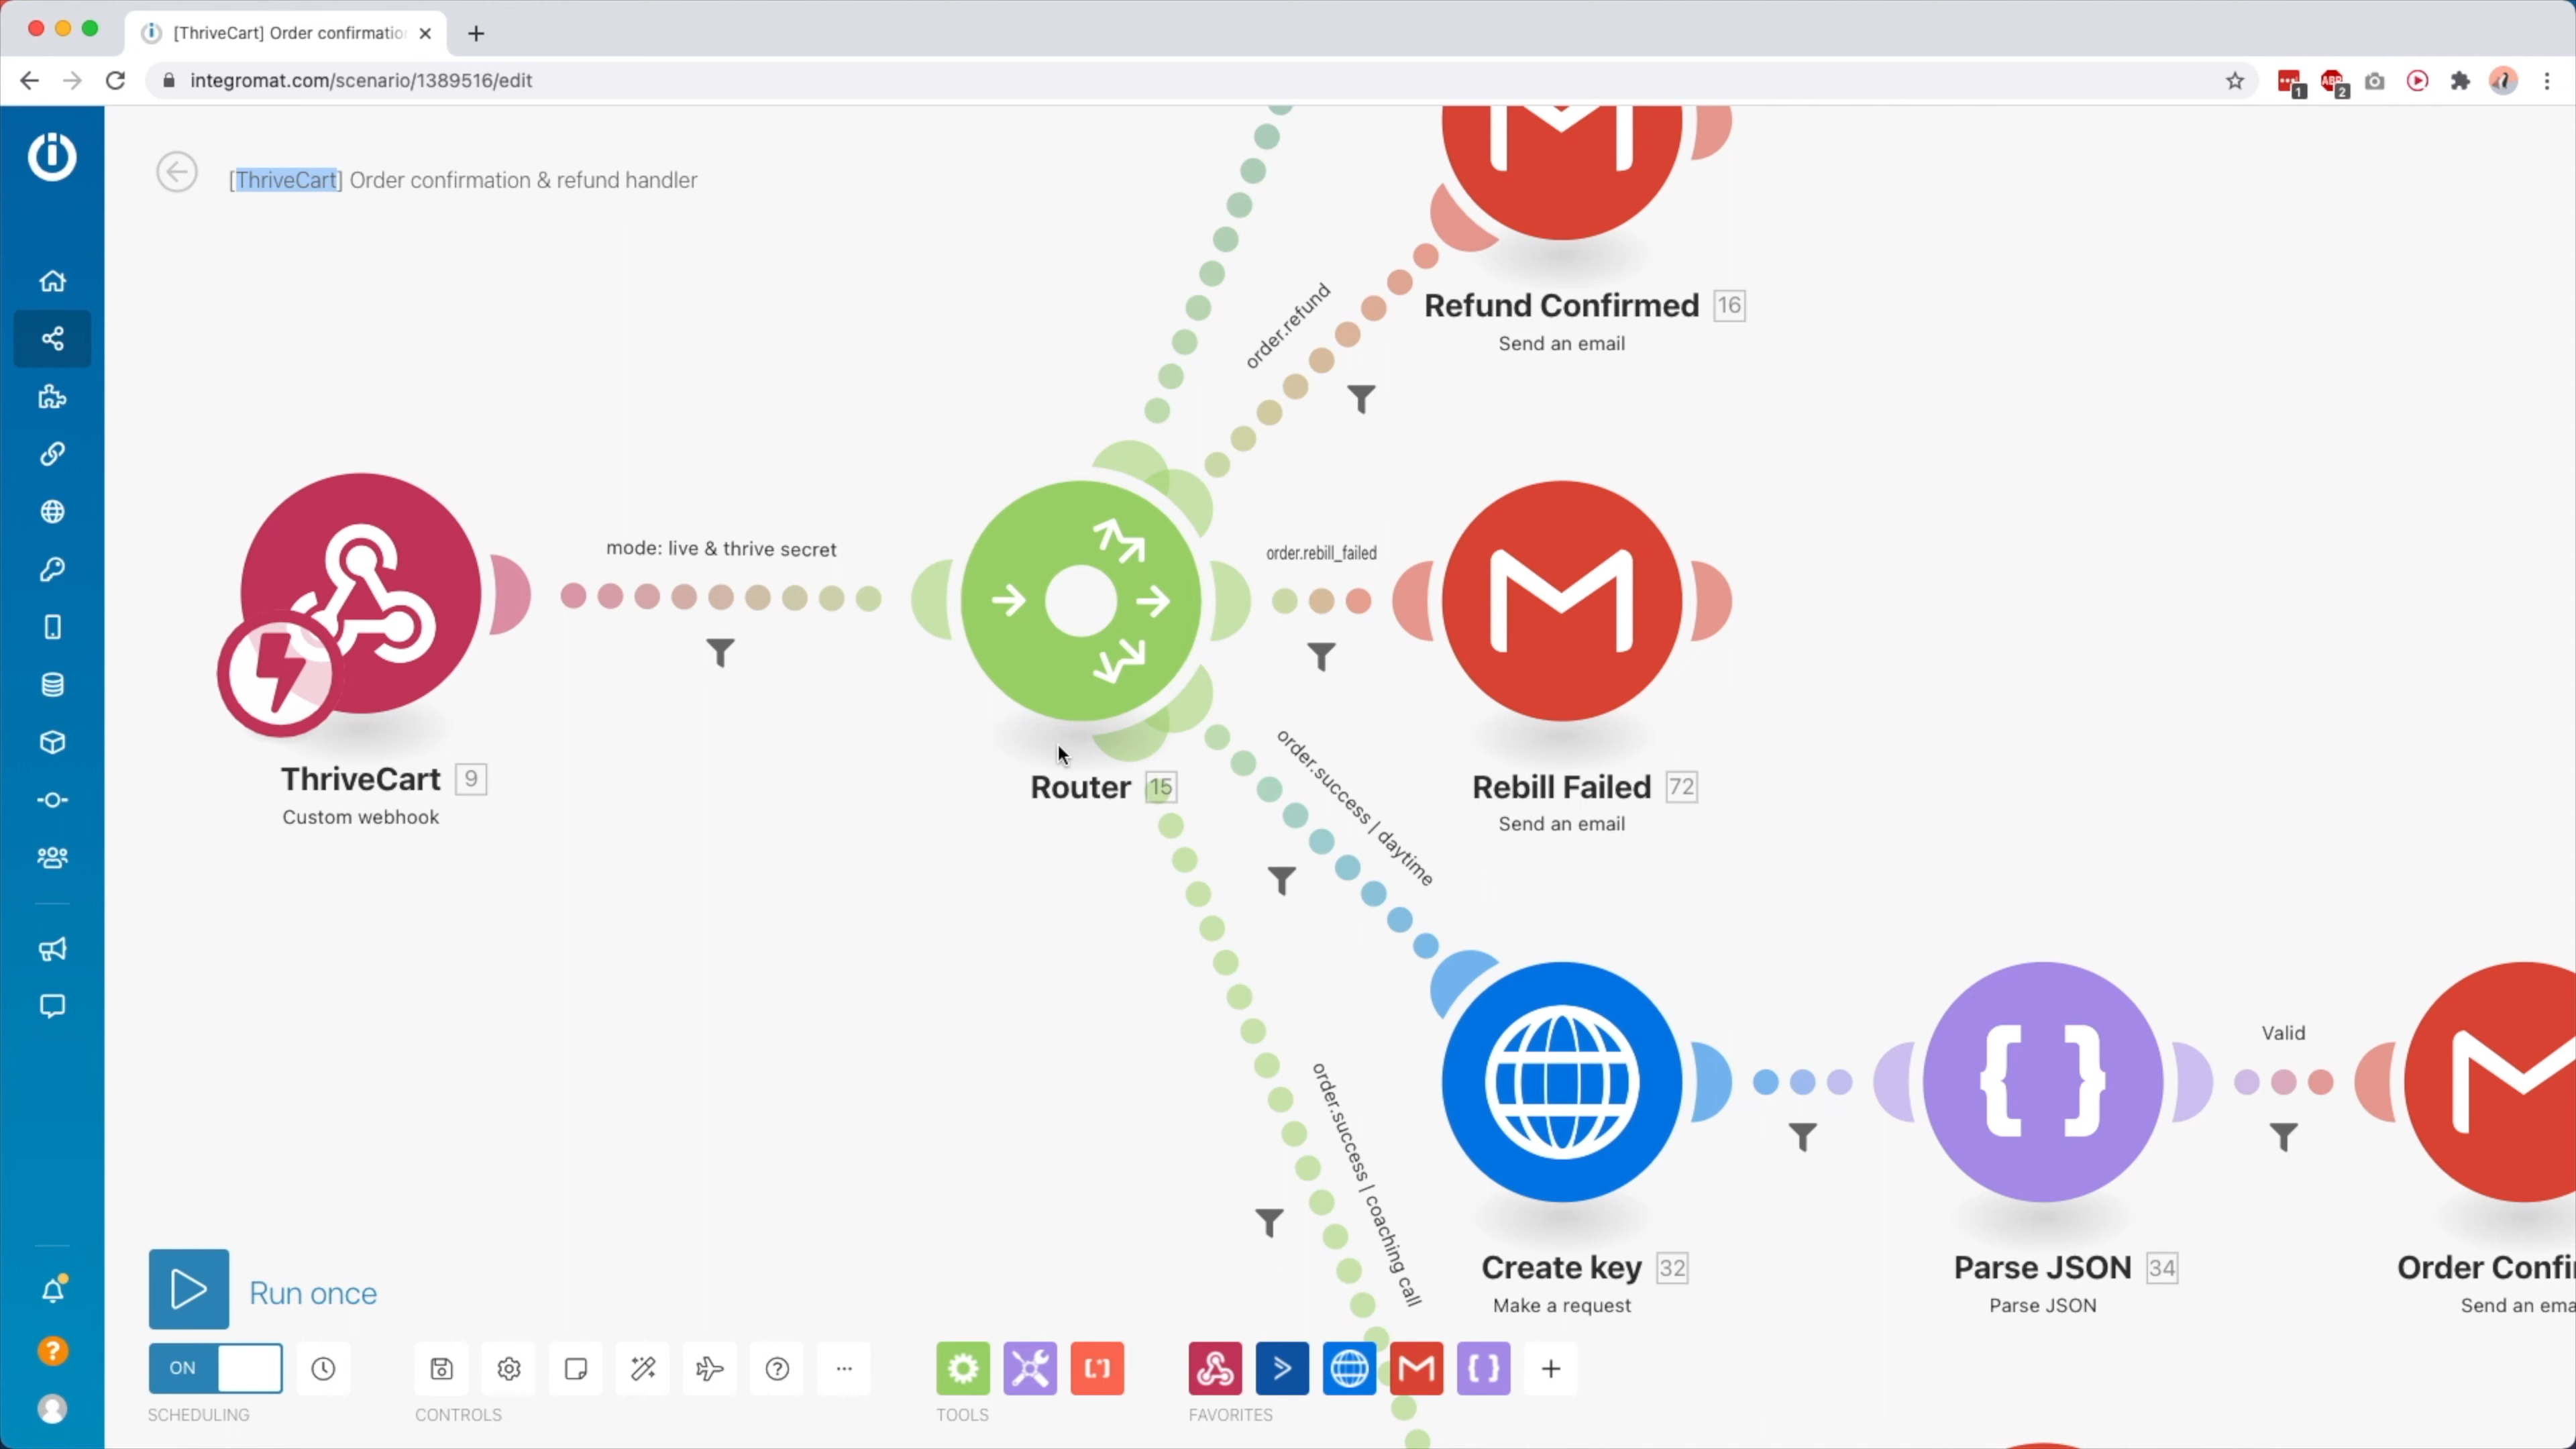 [ThriveCart] Order confirmatio
integromat.com/scenario/1389516/edit
1
ABP
2
[ThriveCart] Order confirmation & refund handler
order.refund
Refund Confirmed 16
Send an email
mode: live & thrive secret
order.rebill_failed
ThriveCart 9
Custom webhook
Router 15
Rebill Failed 72
Send an email
order.success | daytime
Valid
order.success | coaching call
Create key 32
Make a request
Parse JSON 34
Parse JSON
Order Confi
Send an ema
Run once
ON
SCHEDULING
CONTROLS
TOOLS
FAVORITES